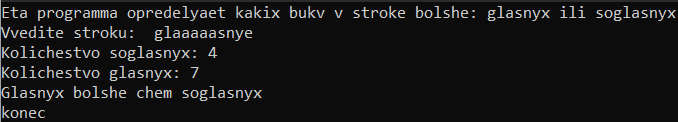 Eta programma opredelyaet kakix bukv v stroke bolshe: glasnyx ili soglasnyx
Vvedite stroku:  glaaaaasnye
Kolichestvo soglasnyx: 4
Kolichestvo glasnyx: 7
Glasnyx bolshe chem soglasnyx
konec